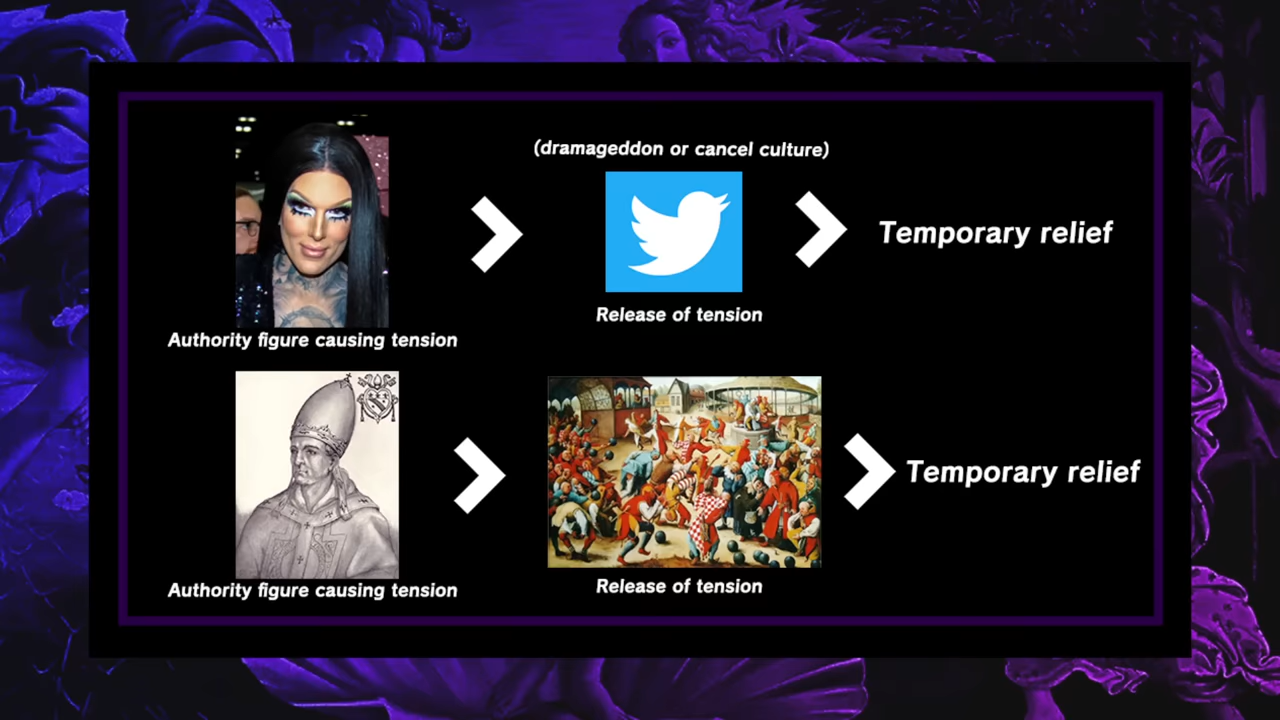 (dramageddon or cancel culture)
Temporary relief
Release of tension
Authority figure causing tension
Temporary relief
Release of tension
Authority figure causing tension